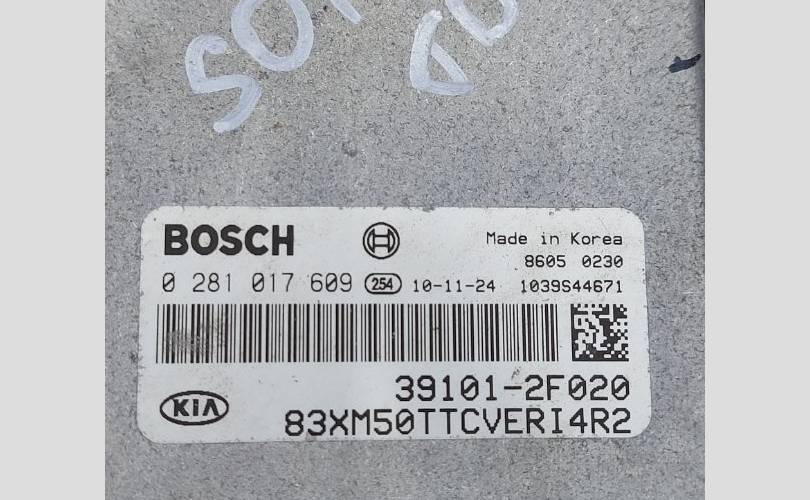 BOSCH
Made in Korea
8605 0230
0 281 017 609 254 10-11-24 1039S44671
39101-2F020
KIA
83XM50TTCVERI4R2